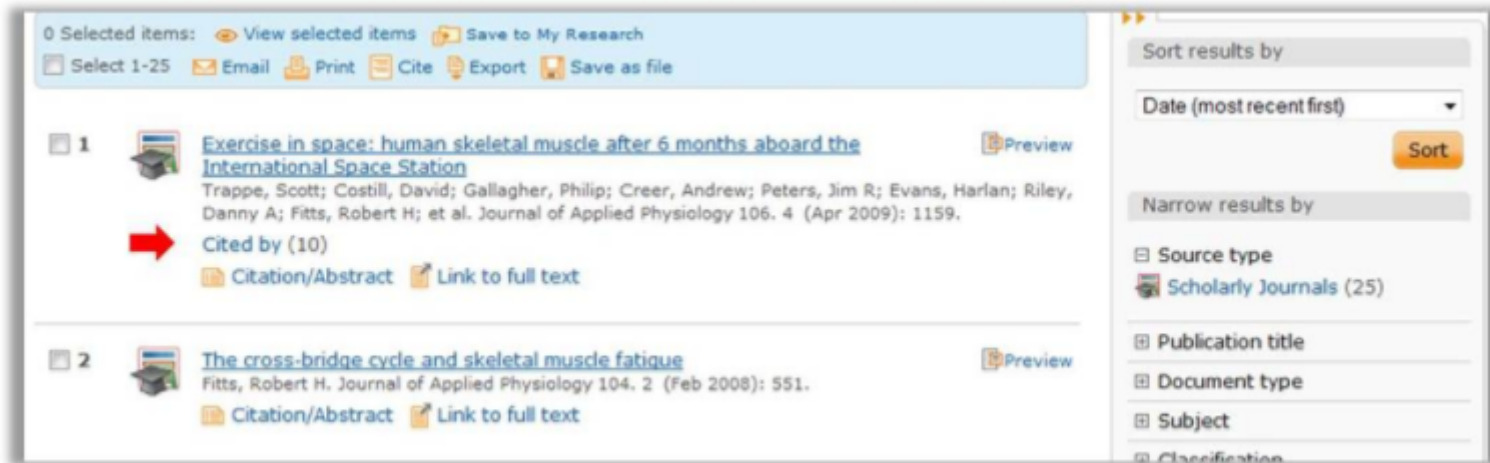 0 Selected items: View selected items Save to My Research
Select 1-25 Email Print Cite Export Save as file
1 Exercise in space: human skeletal muscle after 6 months aboard the Preview
International Space Station
Trappe, Scott; Costill, David; Gallagher, Philip; Creer, Andrew; Peters, Jim R; Evans, Harlan; Riley,
Danny A; Fitts, Robert H; et al. Journal of Applied Physiology 106. 4 (Apr 2009): 1159.
Cited by (10)
Citation/Abstract Link to full text
2 The cross-bridge cycle and skeletal muscle fatigue Preview
Fitts, Robert H. Journal of Applied Physiology 104. 2 (Feb 2008): 551.
Citation/Abstract Link to full text
Sort results by
Date (most recent first)
Sort
Narrow results by
Source type
Scholarly Journals (25)
Publication title
Document type
Subject
Classification